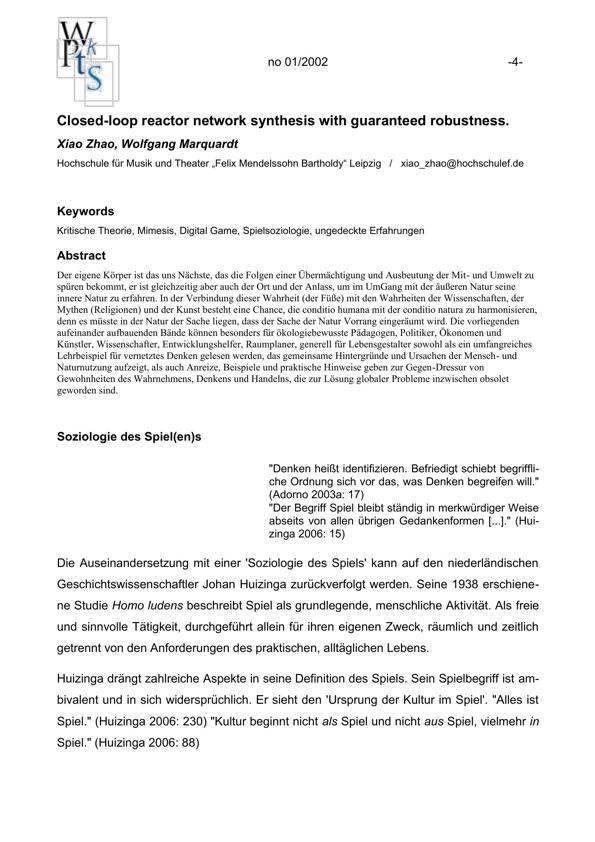 W
Pk
ts
no 01/2002 -4-
Closed-loop reactor network synthesis with guaranteed robustness.
Xiao Zhao, Wolfgang Marquardt
Hochschule für Musik und Theater „Felix Mendelssohn Bartholdy“ Leipzig / xiao_zhao@hochschulef.de
Keywords
Kritische Theorie, Mimesis, Digital Game, Spielsoziologie, ungedeckte Erfahrungen
Abstract
Der eigene Körper ist das uns Nächste, das die Folgen einer Übermächtigung und Ausbeutung der Mit- und Umwelt zu
spüren bekommt, er ist gleichzeitig aber auch der Ort und der Anlass, um im UmGang mit der äußeren Natur seine
innere Natur zu erfahren. In der Verbindung dieser Wahrheit (der Füße) mit den Wahrheiten der Wissenschaften, der
Mythen (Religionen) und der Kunst besteht eine Chance, die conditio humana mit der conditio natura zu harmonisieren,
denn es müsste in der Natur der Sache liegen, dass der Sache der Natur Vorrang eingeräumt wird. Die vorliegenden
aufeinander aufbauenden Bände können besonders für ökologiebewusste Pädagogen, Politiker, Ökonomen und
Künstler, Wissenschafter, Entwicklungshelfer, Raumplaner, generell für Lebensgestalter sowohl als ein umfangreiches
Lehrbeispiel für vernetztes Denken gelesen werden, das gemeinsame Hintergründe und Ursachen der Mensch- und
Naturnutzung aufzeigt, als auch Anreize, Beispiele und praktische Hinweise geben zur Gegen-Dressur von
Gewohnheiten des Wahrnehmens, Denkens und Handelns, die zur Lösung globaler Probleme inzwischen obsolet
geworden sind.
Soziologie des Spiel(en)s
"Denken heißt identifizieren. Befriedigt schiebt begriffli-
che Ordnung sich vor das, was Denken begreifen will."
(Adorno 2003a: 17)
"Der Begriff Spiel bleibt ständig in merkwürdiger Weise
abseits von allen übrigen Gedankenformen [...]." (Hui-
zinga 2006: 15)
Die Auseinandersetzung mit einer 'Soziologie des Spiels' kann auf den niederländischen
Geschichtswissenschaftler Johan Huizinga zurückverfolgt werden. Seine 1938 erschiene-
ne Studie Homo ludens beschreibt Spiel als grundlegende, menschliche Aktivität. Als freie
und sinnvolle Tätigkeit, durchgeführt allein für ihren eigenen Zweck, räumlich und zeitlich
getrennt von den Anforderungen des praktischen, alltäglichen Lebens.
Huizinga drängt zahlreiche Aspekte in seine Definition des Spiels. Sein Spielbegriff ist am-
bivalent und in sich widersprüchlich. Er sieht den 'Ursprung der Kultur im Spiel'. "Alles ist
Spiel." (Huizinga 2006: 230) "Kultur beginnt nicht als Spiel und nicht aus Spiel, vielmehr in
Spiel." (Huizinga 2006: 88)